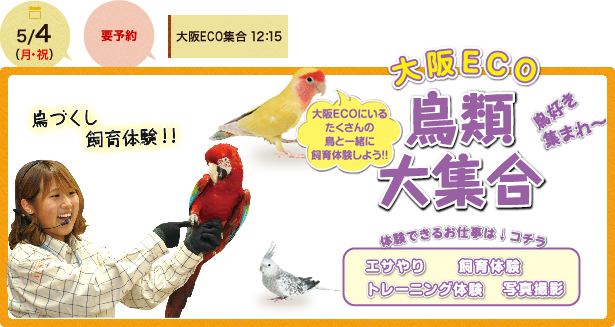 5/4
(月・祝)
要予約
大阪ECO集合 12:15
鳥づくし
飼育体験!!
大阪ECOにいる
たくさんの
鳥と一緒に
飼育体験しよう!!
大阪ECO
鳥類
大集合
鳥好き
集まれ〜
体験できるお仕事は↓コチラ
エサやり 飼育体験
トレーニング体験 写真撮影